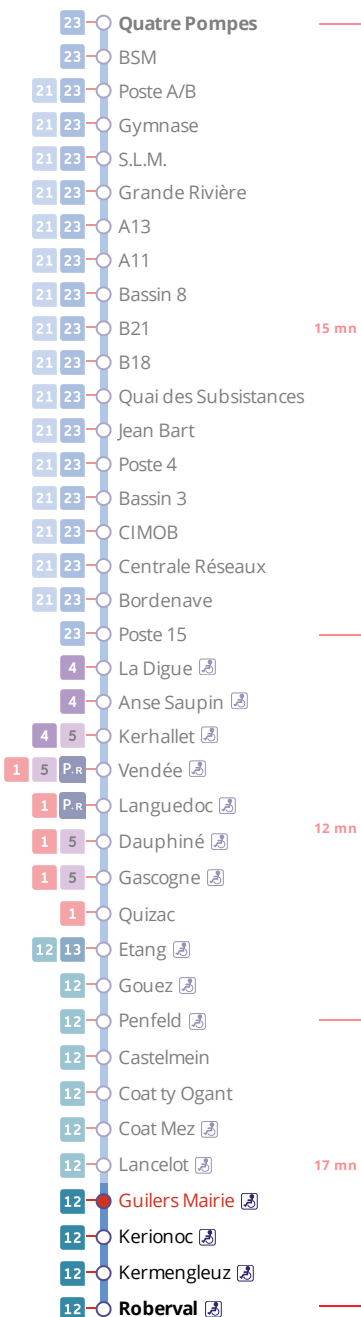 23 Quatre Pompes
23 BSM
21 23 Poste A/B
21 23 Gymnase
21 23 S.L.M.
21 23 Grande Rivière
21 23 A13
21 23 A11
21 23 Bassin 8
21 23 B21 15 mn
21 23 B18
21 23 Quai des Subsistances
21 23 Jean Bart
21 23 Poste 4
21 23 Bassin 3
21 23 CIMOB
21 23 Centrale Réseaux
21 23 Bordenave
23 Poste 15
4 La Digue
4 Anse Saupin
4 5 Kerhallet
1 5 P.R Vendée
1 P.R Languedoc
12 mn
1 5 Dauphiné
1 5 Gascogne
1 Quizac
12 13 Etang
12 Gouez
12 Penfeld
12 Castelmein
12 Coat ty Ogant
12 Coat Mez
12 Lancelot 17 mn
12 Guilers Mairie
12 Kerionoc
12 Kermengleuz
12 Roberval